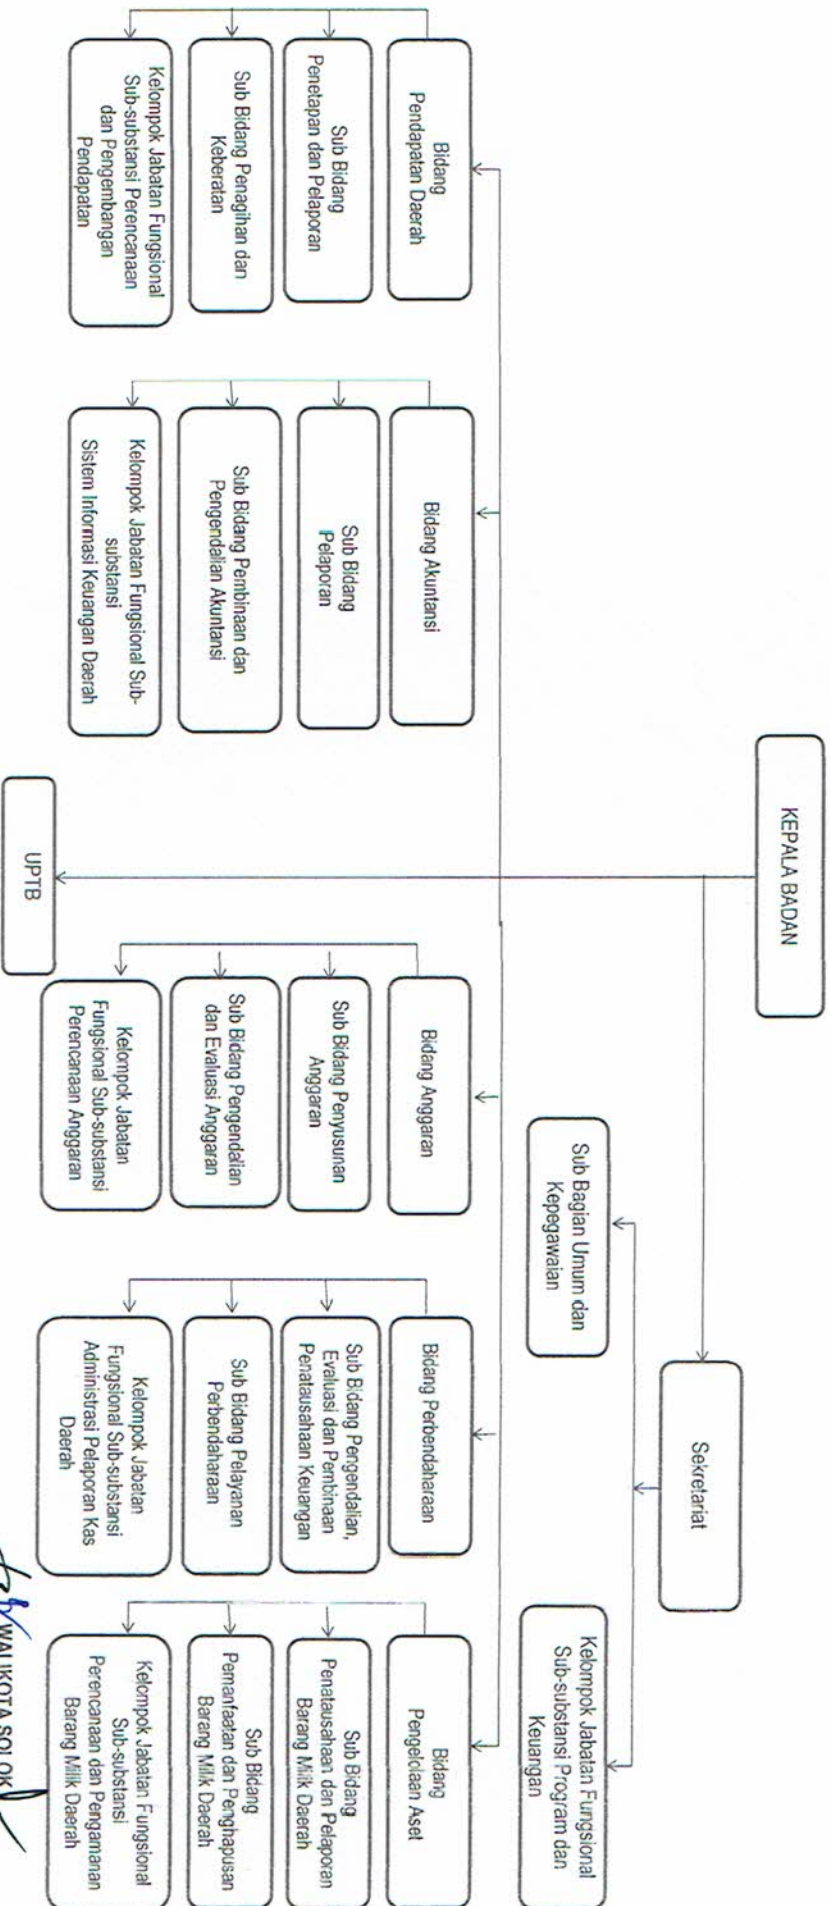 KEPALA BADAN
Sekretariat
Sub Bagian Umum dan
Kepegawaian
Kelompok Jabatan Fungsional
Sub-substansi Program dan
Keuangan
Bidang
Pendapatan Daerah
Sub Bidang
Penetapan dan Pelaporan
Sub Bidang Penagihan dan
Keberatan
Kelompok Jabatan Fungsional
Sub-substansi Perencanaan
dan Pengembangan
Pendapatan
Bidang Akuntansi
Sub Bidang
Pelaporan
Sub Bidang Pembinaan dan
Pengendalian Akuntansi
Kelompok Jabatan Fungsional Sub-
substansi
Sistem Informasi Keuangan Daerah
Bidang Anggaran
Sub Bidang Penyusunan
Anggaran
Sub Bidang Pengendalian
dan Evaluasi Anggaran
Kelompok Jabatan
Fungsional Sub-substansi
Perencanaan Anggaran
Bidang Perbendaharaan
Sub Bidang Pengendalian,
Evaluasi dan Pembinaan
Penatausahaan Keuangan
Sub Bidang Pelayanan
Perbendaharaan
Kelompok Jabatan
Fungsional Sub-substansi
Administrasi Pelaporan Kas
Daerah
Bidang
Pengelolaan Aset
Sub Bidang
Penatausahaan dan Pelaporan
Barang Milik Daerah
Sub Bidang
Pemanfaatan dan Penghapusan
Barang Milik Daerah
Kelompok Jabatan Fungsional
Sub-substansi
Perencanaan dan Pengamanan
Barang Milik Daerah
UPTB
WALIKOTA SOLOK